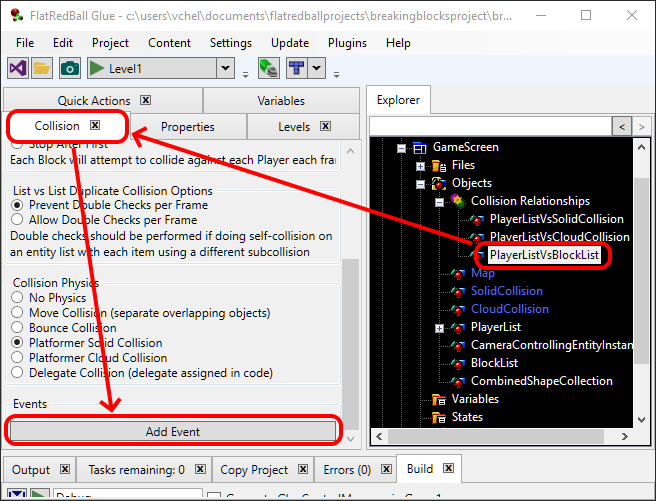 FlatRedBall Glue - c:\users\vchel\documents\flatredballprojects\breakingblocksproject\br
File Edit Project Content Settings Update Plugins Help
Level1
Quick Actions Variables
Collision Properties Levels
Stop After First
Each Block will attempt to collide against each Player each fran
List vs List Duplicate Collision Options
Prevent Double Checks per Frame
Allow Double Checks per Frame
Double checks should be performed if doing self-collision on
an entity list with each item using a different subcollision
Collision Physics
No Physics
Move Collision (separate overlapping objects)
Bounce Collision
Platformer Solid Collision
Platformer Cloud Collision
Delegate Collision (delegate assigned in code)
Events
Add Event
Explorer
< >
GameScreen
Files
Objects
Collision Relationships
PlayerListVsSolidCollision
PlayerListVsCloudCollision
PlayerListVsBlockList
Map
SolidCollision
CloudCollision
PlayerList
CameraControllingEntityInstan
BlockList
CombinedShapeCollection
Variables
States
Output Tasks remaining: 0 Copy Project Errors (0) Build